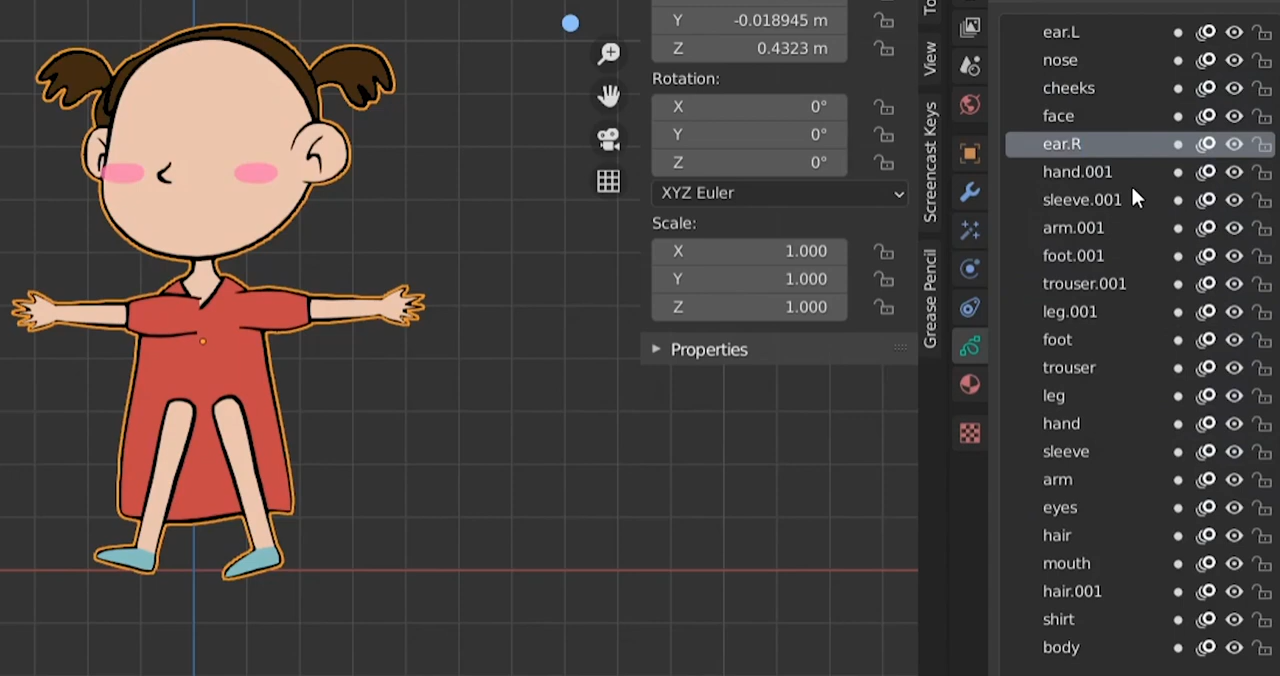 Y -0.018945 m
Z 0.4323 m
Rotation:
X 0°
Y 0°
Z 0°
XYZ Euler
Scale:
X 1.000
Y 1.000
Z 1.000
Properties
View
Screencast Keys
Grease Pencil
ear.L
nose
cheeks
face
ear.R
hand.001
sleeve.001
arm.001
foot.001
trouser.001
leg.001
foot
trouser
leg
hand
sleeve
arm
eyes
hair
mouth
hair.001
shirt
body